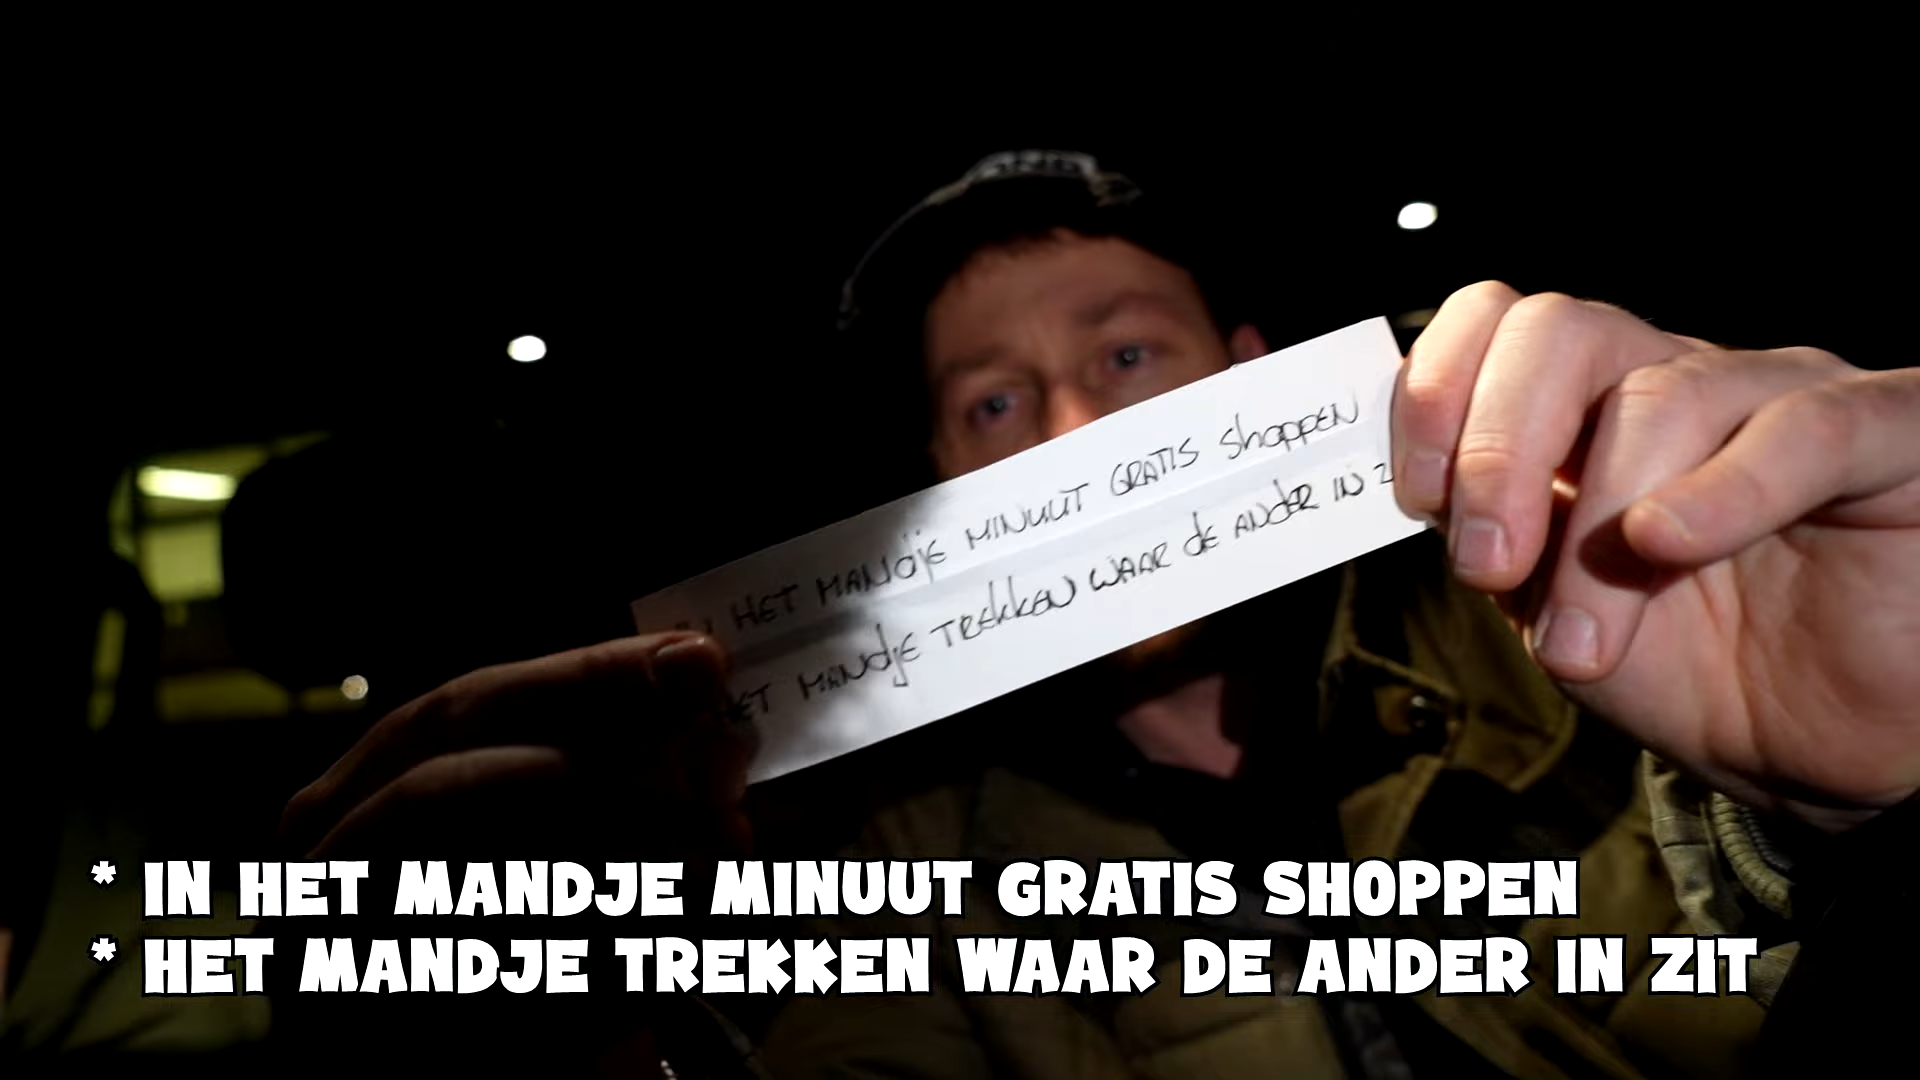 IN HET MANDJE MINUUT GRATIS Shoppen
HET MANDJE TREKKEN WAAR dE ANDER IN
* IN HET MANDJE MINUUT GRATIS SHOPPEN
* HET MANDJE TREKKEN WAAR DE ANDER IN ZIT